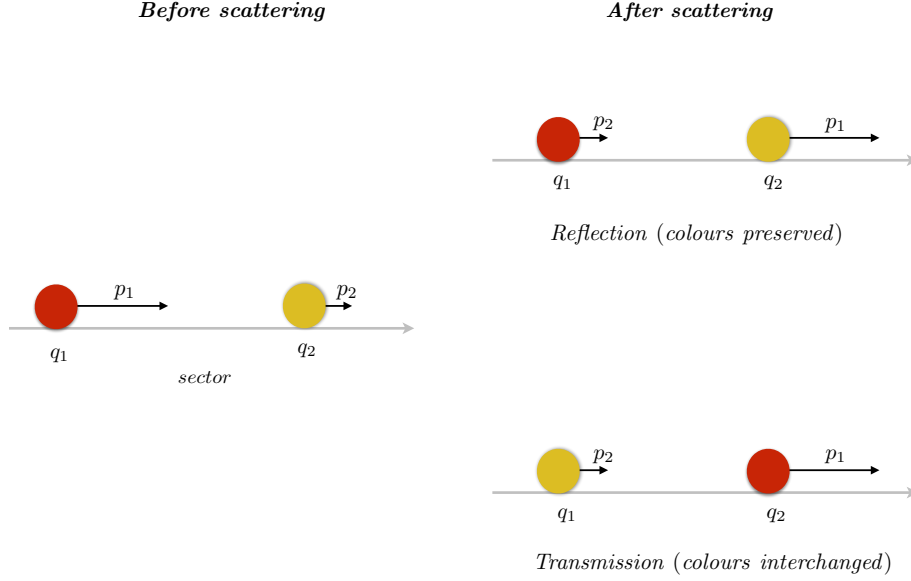 Before scattering
After scattering
p₂
p₁
q₁
q₂
Reflection (colours preserved)
p₁
p₂
q₁
q₂
sector
p₂
p₁
q₁
q₂
Transmission (colours interchanged)